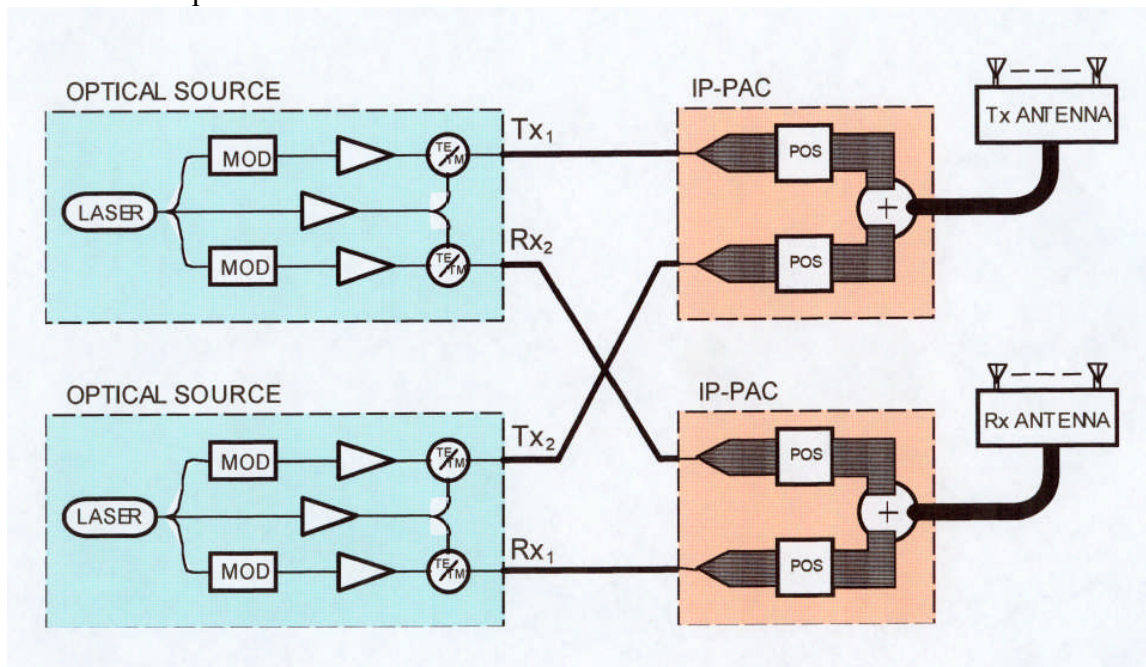 OPTICAL SOURCE
LASER
MOD
TE/TM
MOD
TE/TM
Tx1
Rx2
IP-PAC
POS
+
POS
Tx ANTENNA
OPTICAL SOURCE
LASER
MOD
TE/TM
MOD
TE/TM
Tx2
Rx1
IP-PAC
POS
+
POS
Rx ANTENNA